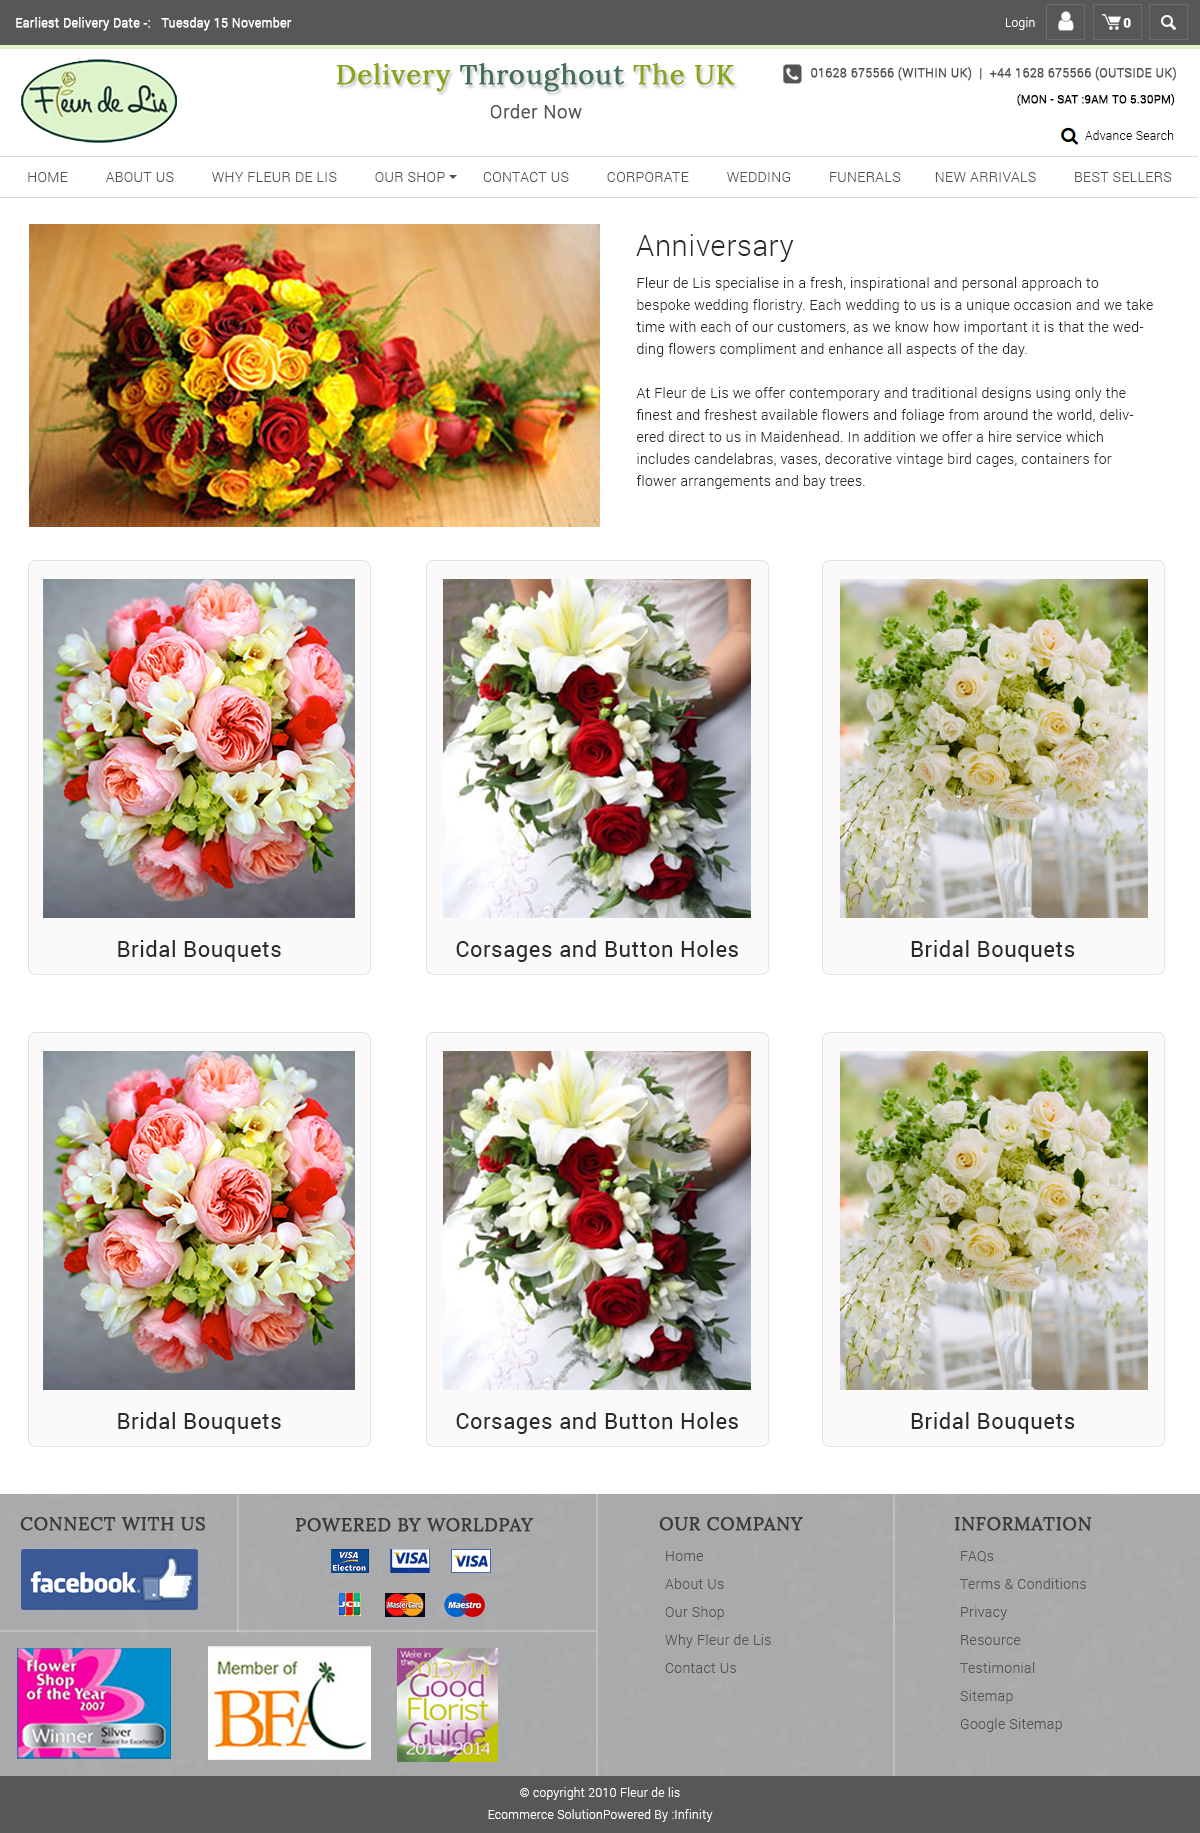 Earliest Delivery Date -: Tuesday 15 November
Login
0
Fleur de Lis
Delivery Throughout The UK
Order Now
01628 675566 (WITHIN UK) | +44 1628 675566 (OUTSIDE UK)
(MON - SAT :9AM TO 5.30PM)
Advance Search
HOME ABOUT US WHY FLEUR DE LIS OUR SHOP CONTACT US CORPORATE WEDDING FUNERALS NEW ARRIVALS BEST SELLERS
Anniversary
Fleur de Lis specialise in a fresh, inspirational and personal approach to
bespoke wedding floristry. Each wedding to us is a unique occasion and we take
time with each of our customers, as we know how important it is that the wed-
ding flowers compliment and enhance all aspects of the day.
At Fleur de Lis we offer contemporary and traditional designs using only the
finest and freshest available flowers and foliage from around the world, deliv-
ered direct to us in Maidenhead. In addition we offer a hire service which
includes candelabras, vases, decorative vintage bird cages, containers for
flower arrangements and bay trees.
Bridal Bouquets
Corsages and Button Holes
Bridal Bouquets
Bridal Bouquets
Corsages and Button Holes
Bridal Bouquets
CONNECT WITH US
facebook.
POWERED BY WORLDPAY
VISA
Electron
VISA
VISA
JCB
MasterCard
Maestro
Flower
Shop
of the Year
2007
Winner Silver
Award for Excellence
Member of
BFA
We're in
the
2013/14
Good
Florist
Guide
2013/2014
OUR COMPANY
Home
About Us
Our Shop
Why Fleur de Lis
Contact Us
INFORMATION
FAQs
Terms & Conditions
Privacy
Resource
Testimonial
Sitemap
Google Sitemap
© copyright 2010 Fleur de lis
Ecommerce SolutionPowered By :Infinity